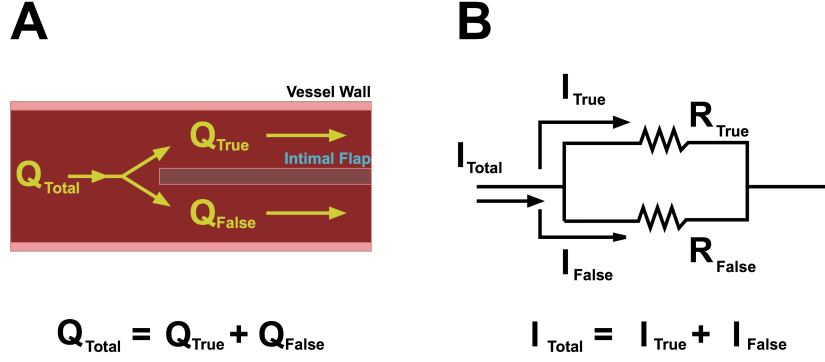 A
Vessel Wall
Q True
Intimal Flap
Q Total
Q False
Q Total = Q True + Q False
B
I True
R True
I Total
I False
R False
I Total = I True + I False